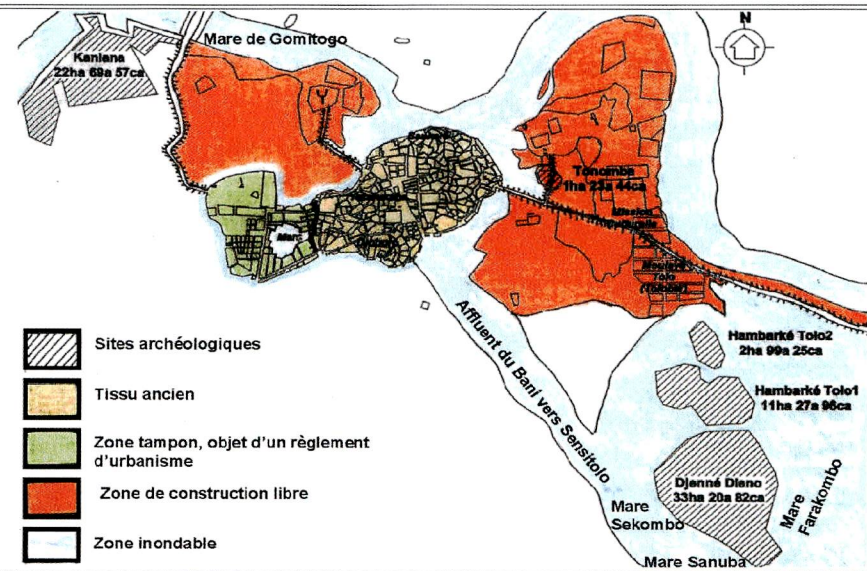 Mare de Gomitogo
N
Kaniana
22ha 69a 57ca
Tonomba
1ha 23a 44ca
Mission
Mare
Affluent du Bani vers Sensitolo
Hambarké Tolo2
2ha 99a 25ca
Hambarké Tolo1
11ha 27a 96ca
Djenné Djeno
33ha 20a 82ca
Mare
Sekombo
Mare
Farakombo
Mare Sanuba
Sites archéologiques
Tissu ancien
Zone tampon, objet d'un règlement
d'urbanisme
Zone de construction libre
Zone inondable